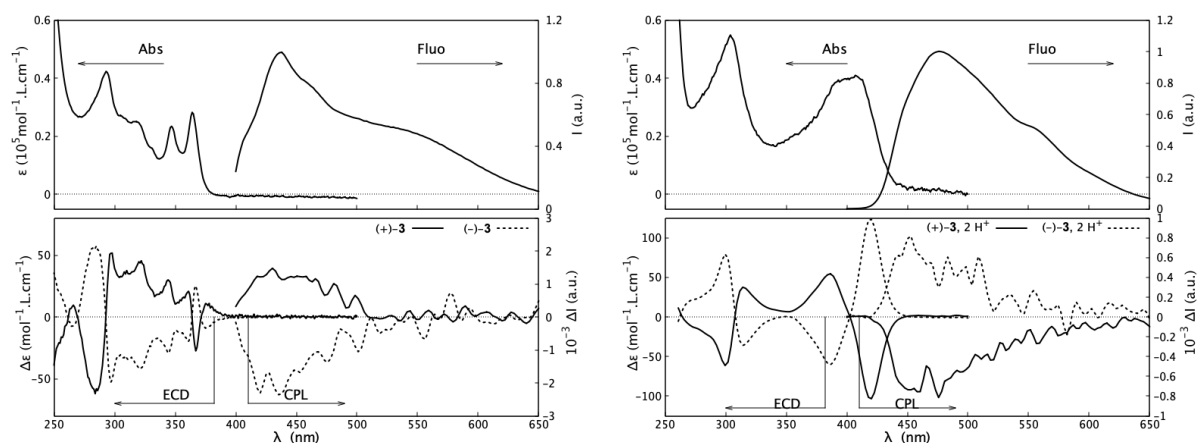 0.6
0.4
0.2
0
ε (10⁵mol⁻¹.L.cm⁻¹)
Abs
Fluo
1.2
0.8
0.4
0
I (a.u.)
50
0
−50
Δε (mol⁻¹.L.cm⁻¹)
(+)-3
(-)-3
ECD
CPL
3
2
1
0
−1
−2
−3
10⁻³ ΔI (a.u.)
250 300 350 400 450 500 550 600 650
λ (nm)
0.6
0.4
0.2
0
ε (10⁵mol⁻¹.L.cm⁻¹)
Abs
Fluo
1.2
1
0.8
0.6
0.4
0.2
0
I (a.u.)
100
50
0
−50
−100
Δε (mol⁻¹.L.cm⁻¹)
(+)-3, 2 H⁺
(-)-3, 2 H⁺
ECD
CPL
1
0.8
0.6
0.4
0.2
0
−0.2
−0.4
−0.6
−0.8
−1
10⁻³ ΔI (a.u.)
250 300 350 400 450 500 550 600 650
λ (nm)